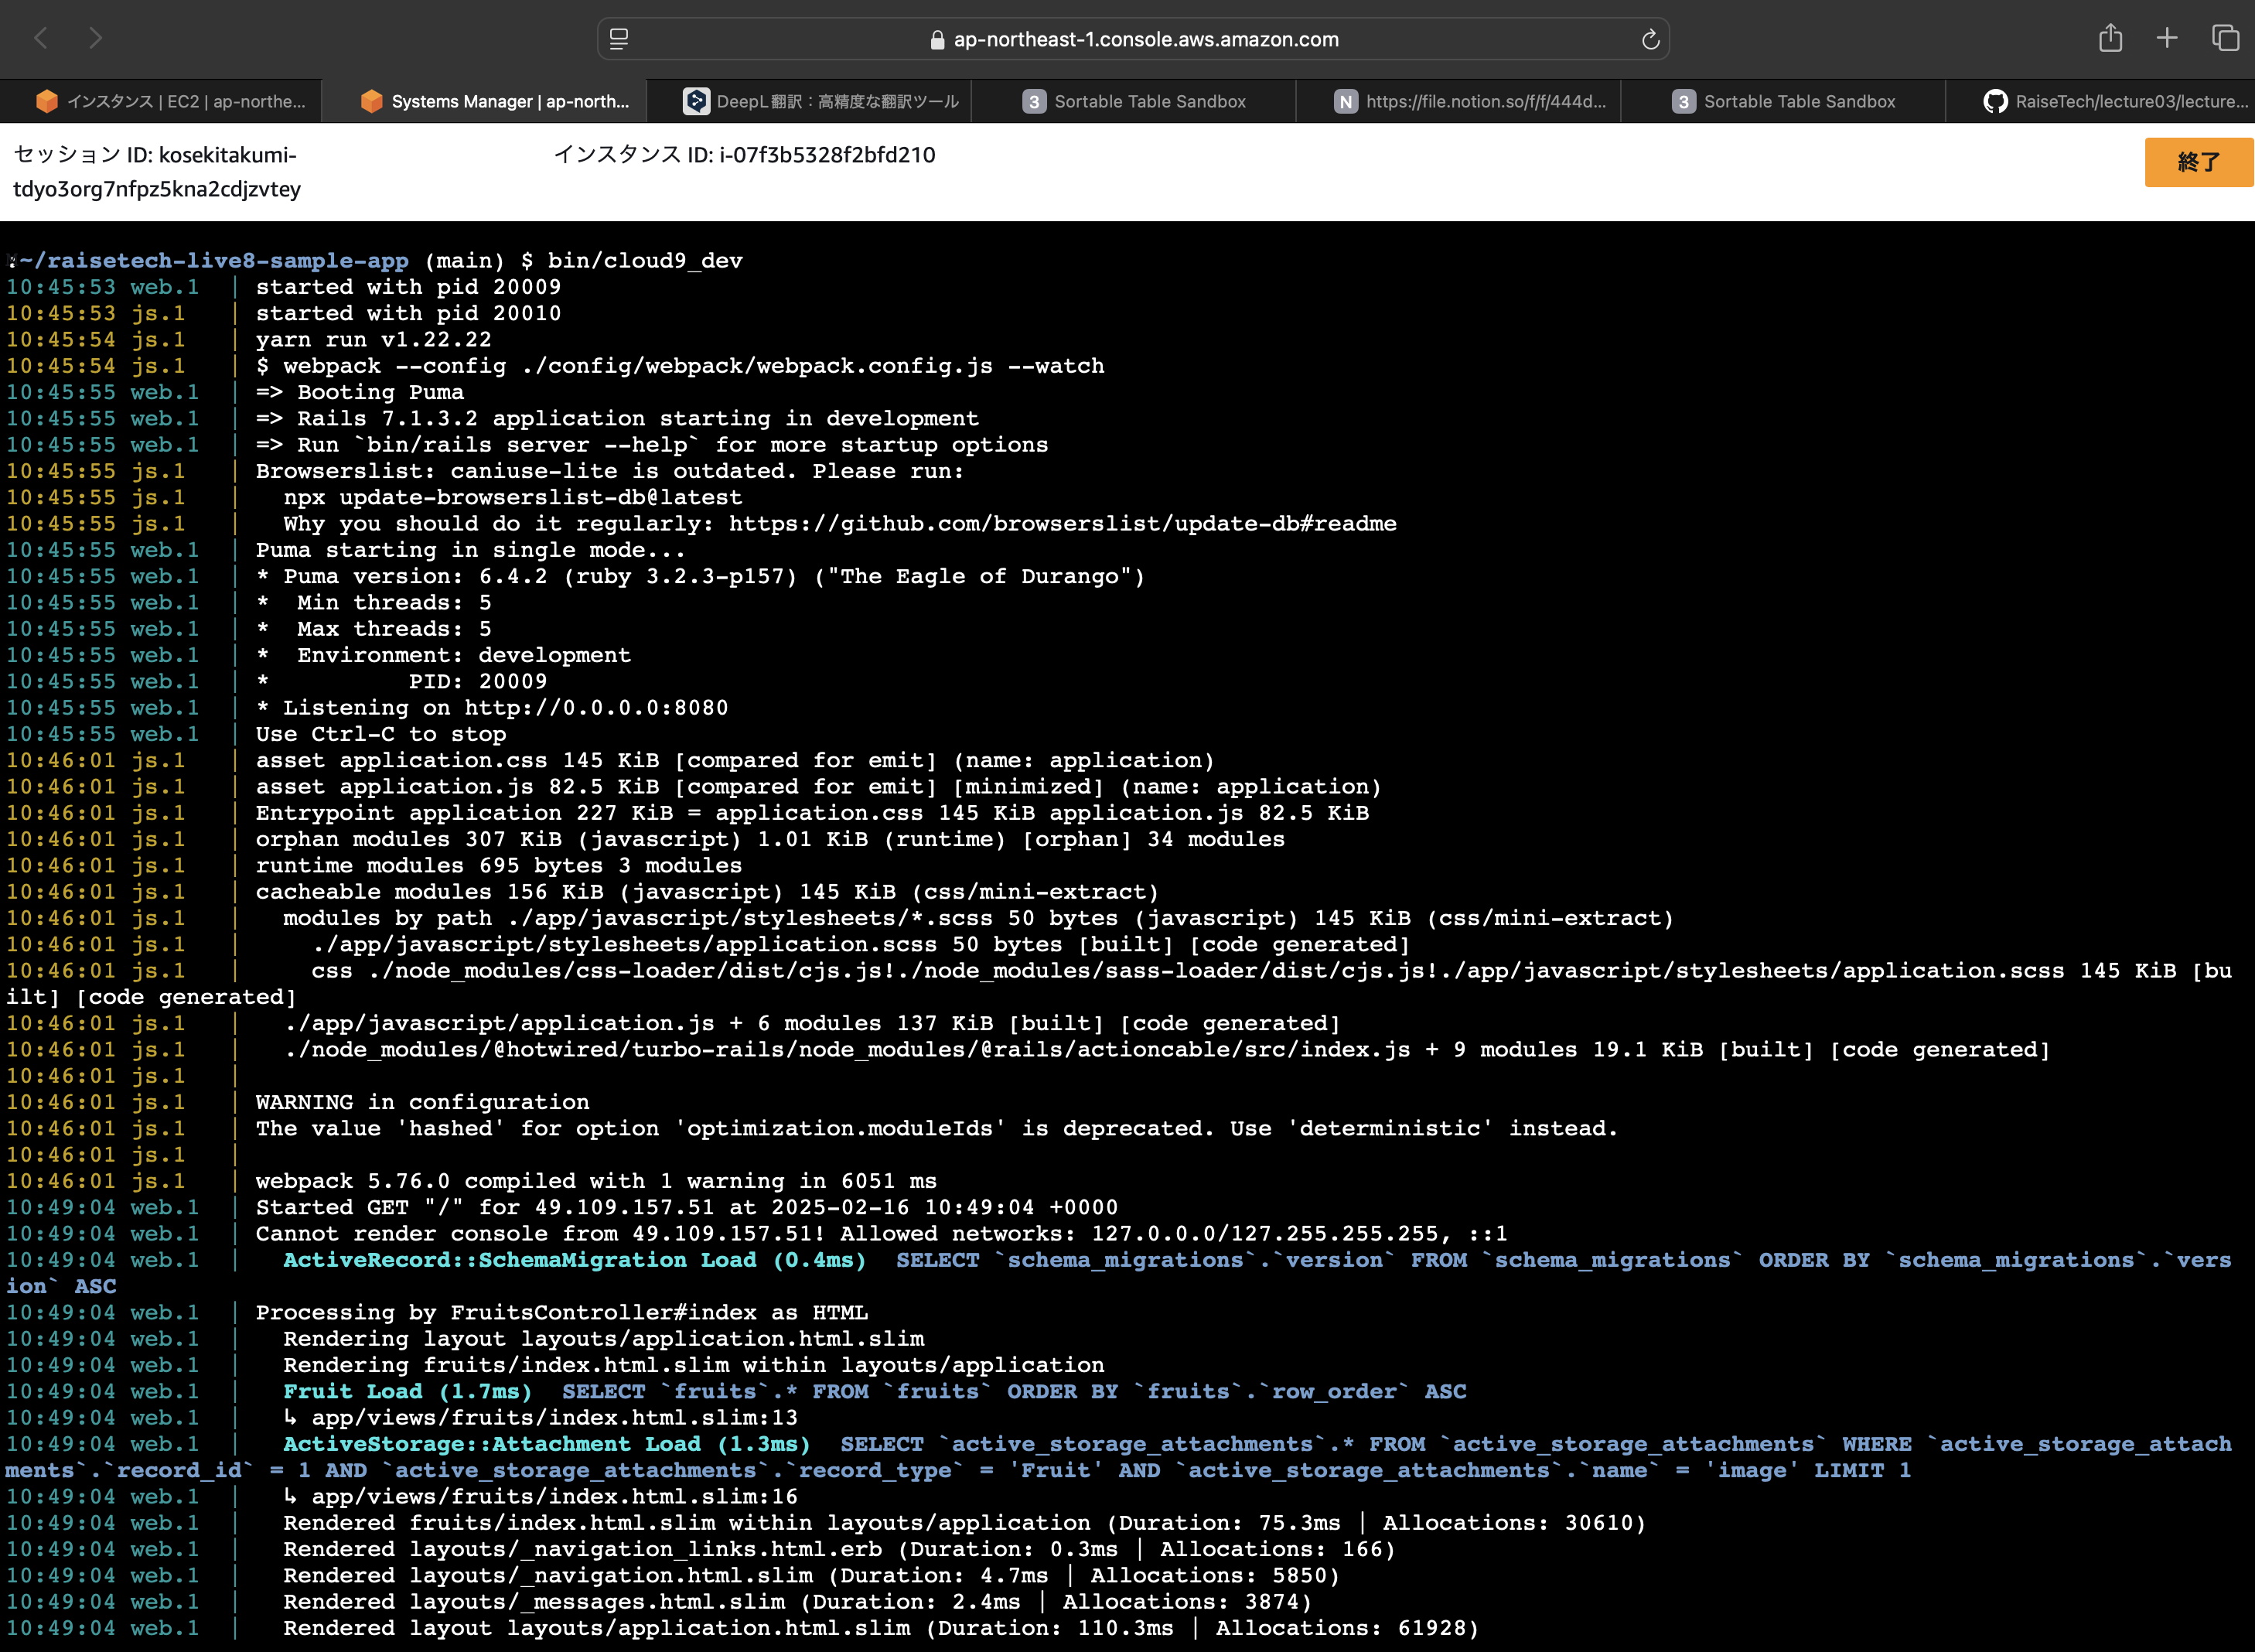 ap-northeast-1.console.aws.amazon.com
インスタンス | EC2 | ap-northe...
Systems Manager | ap-north...
DeepL翻訳：高精度な翻訳ツール
3 Sortable Table Sandbox
N https://file.notion.so/f/f/444d...
3 Sortable Table Sandbox
RaiseTech/lecture03/lecture...
セッション ID: kosekitakumi-
tdyo3org7nfpz5kna2cdjzvtey
インスタンス ID: i-07f3b5328f2bfd210
終了
:~/raisetech-live8-sample-app (main) $ bin/cloud9_dev
10:45:53 web.1  | started with pid 20009
10:45:53 js.1   | started with pid 20010
10:45:54 js.1   | yarn run v1.22.22
10:45:54 js.1   | $ webpack --config ./config/webpack/webpack.config.js --watch
10:45:55 web.1  | => Booting Puma
10:45:55 web.1  | => Rails 7.1.3.2 application starting in development
10:45:55 web.1  | => Run `bin/rails server --help` for more startup options
10:45:55 js.1   | Browserslist: caniuse-lite is outdated. Please run:
10:45:55 js.1   |   npx update-browserslist-db@latest
10:45:55 js.1   |   Why you should do it regularly: https://github.com/browserslist/update-db#readme
10:45:55 web.1  | Puma starting in single mode...
10:45:55 web.1  | * Puma version: 6.4.2 (ruby 3.2.3-p157) ("The Eagle of Durango")
10:45:55 web.1  | *  Min threads: 5
10:45:55 web.1  | *  Max threads: 5
10:45:55 web.1  | *  Environment: development
10:45:55 web.1  | *          PID: 20009
10:45:55 web.1  | * Listening on http://0.0.0.0:8080
10:45:55 web.1  | Use Ctrl-C to stop
10:46:01 js.1   | asset application.css 145 KiB [compared for emit] (name: application)
10:46:01 js.1   | asset application.js 82.5 KiB [compared for emit] [minimized] (name: application)
10:46:01 js.1   | Entrypoint application 227 KiB = application.css 145 KiB application.js 82.5 KiB
10:46:01 js.1   | orphan modules 307 KiB (javascript) 1.01 KiB (runtime) [orphan] 34 modules
10:46:01 js.1   | runtime modules 695 bytes 3 modules
10:46:01 js.1   | cacheable modules 156 KiB (javascript) 145 KiB (css/mini-extract)
10:46:01 js.1   |   modules by path ./app/javascript/stylesheets/*.scss 50 bytes (javascript) 145 KiB (css/mini-extract)
10:46:01 js.1   |     ./app/javascript/stylesheets/application.scss 50 bytes [built] [code generated]
10:46:01 js.1   |     css ./node_modules/css-loader/dist/cjs.js!./node_modules/sass-loader/dist/cjs.js!./app/javascript/stylesheets/application.scss 145 KiB [bu
ilt] [code generated]
10:46:01 js.1   |   ./app/javascript/application.js + 6 modules 137 KiB [built] [code generated]
10:46:01 js.1   |   ./node_modules/@hotwired/turbo-rails/node_modules/@rails/actioncable/src/index.js + 9 modules 19.1 KiB [built] [code generated]
10:46:01 js.1   |
10:46:01 js.1   | WARNING in configuration
10:46:01 js.1   | The value 'hashed' for option 'optimization.moduleIds' is deprecated. Use 'deterministic' instead.
10:46:01 js.1   |
10:46:01 js.1   | webpack 5.76.0 compiled with 1 warning in 6051 ms
10:49:04 web.1  | Started GET "/" for 49.109.157.51 at 2025-02-16 10:49:04 +0000
10:49:04 web.1  | Cannot render console from 49.109.157.51! Allowed networks: 127.0.0.0/127.255.255.255, ::1
10:49:04 web.1  |   ActiveRecord::SchemaMigration Load (0.4ms)  SELECT `schema_migrations`.`version` FROM `schema_migrations` ORDER BY `schema_migrations`.`vers
ion` ASC
10:49:04 web.1  | Processing by FruitsController#index as HTML
10:49:04 web.1  |   Rendering layout layouts/application.html.slim
10:49:04 web.1  |   Rendering fruits/index.html.slim within layouts/application
10:49:04 web.1  |   Fruit Load (1.7ms)  SELECT `fruits`.* FROM `fruits` ORDER BY `fruits`.`row_order` ASC
10:49:04 web.1  |   ↳ app/views/fruits/index.html.slim:13
10:49:04 web.1  |   ActiveStorage::Attachment Load (1.3ms)  SELECT `active_storage_attachments`.* FROM `active_storage_attachments` WHERE `active_storage_attach
ments`.`record_id` = 1 AND `active_storage_attachments`.`record_type` = 'Fruit' AND `active_storage_attachments`.`name` = 'image' LIMIT 1
10:49:04 web.1  |   ↳ app/views/fruits/index.html.slim:16
10:49:04 web.1  |   Rendered fruits/index.html.slim within layouts/application (Duration: 75.3ms | Allocations: 30610)
10:49:04 web.1  |   Rendered layouts/_navigation_links.html.erb (Duration: 0.3ms | Allocations: 166)
10:49:04 web.1  |   Rendered layouts/_navigation.html.slim (Duration: 4.7ms | Allocations: 5850)
10:49:04 web.1  |   Rendered layouts/_messages.html.slim (Duration: 2.4ms | Allocations: 3874)
10:49:04 web.1  |   Rendered layout layouts/application.html.slim (Duration: 110.3ms | Allocations: 61928)